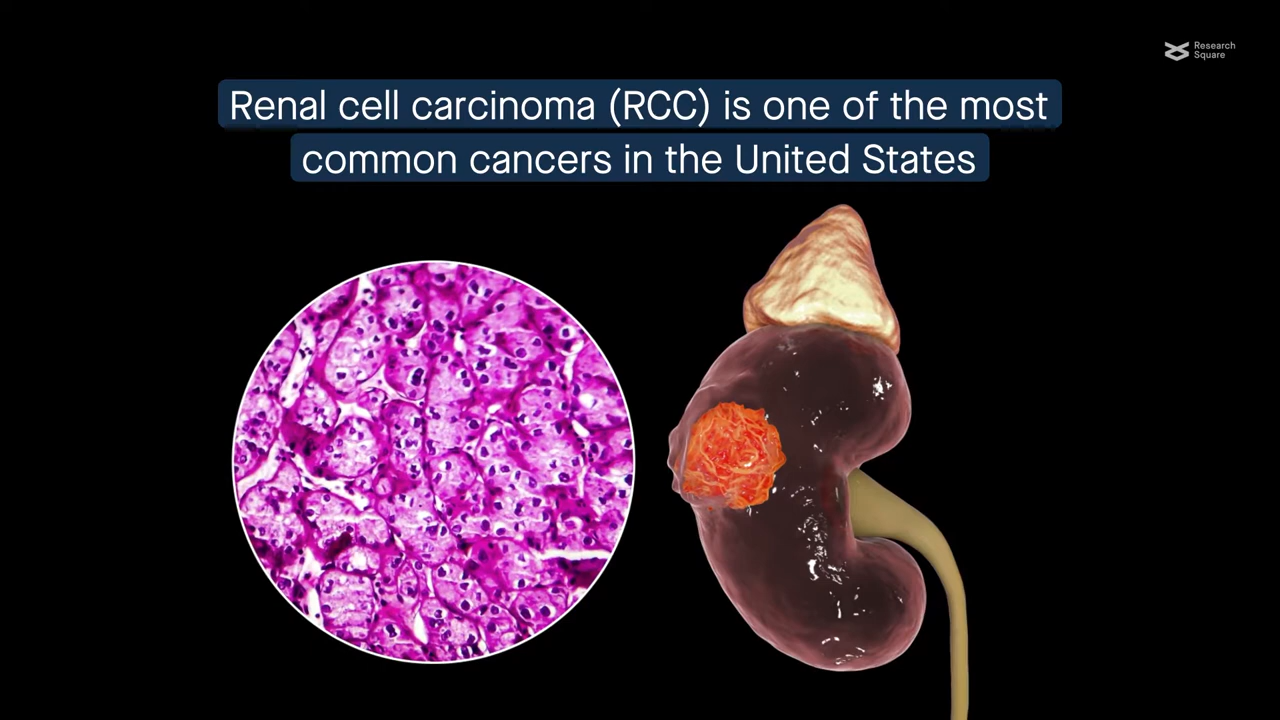 Research
Square
Renal cell carcinoma (RCC) is one of the most
common cancers in the United States